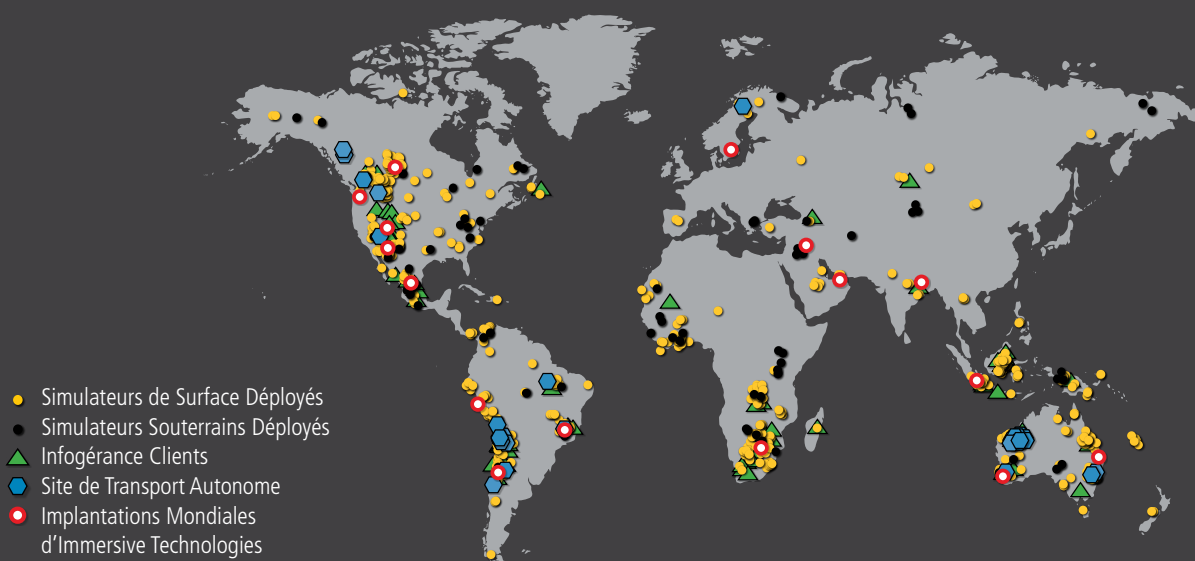 Simulateurs de Surface Déployés
Simulateurs Souterrains Déployés
Infogérance Clients
Site de Transport Autonome
Implantations Mondiales
d'Immersive Technologies